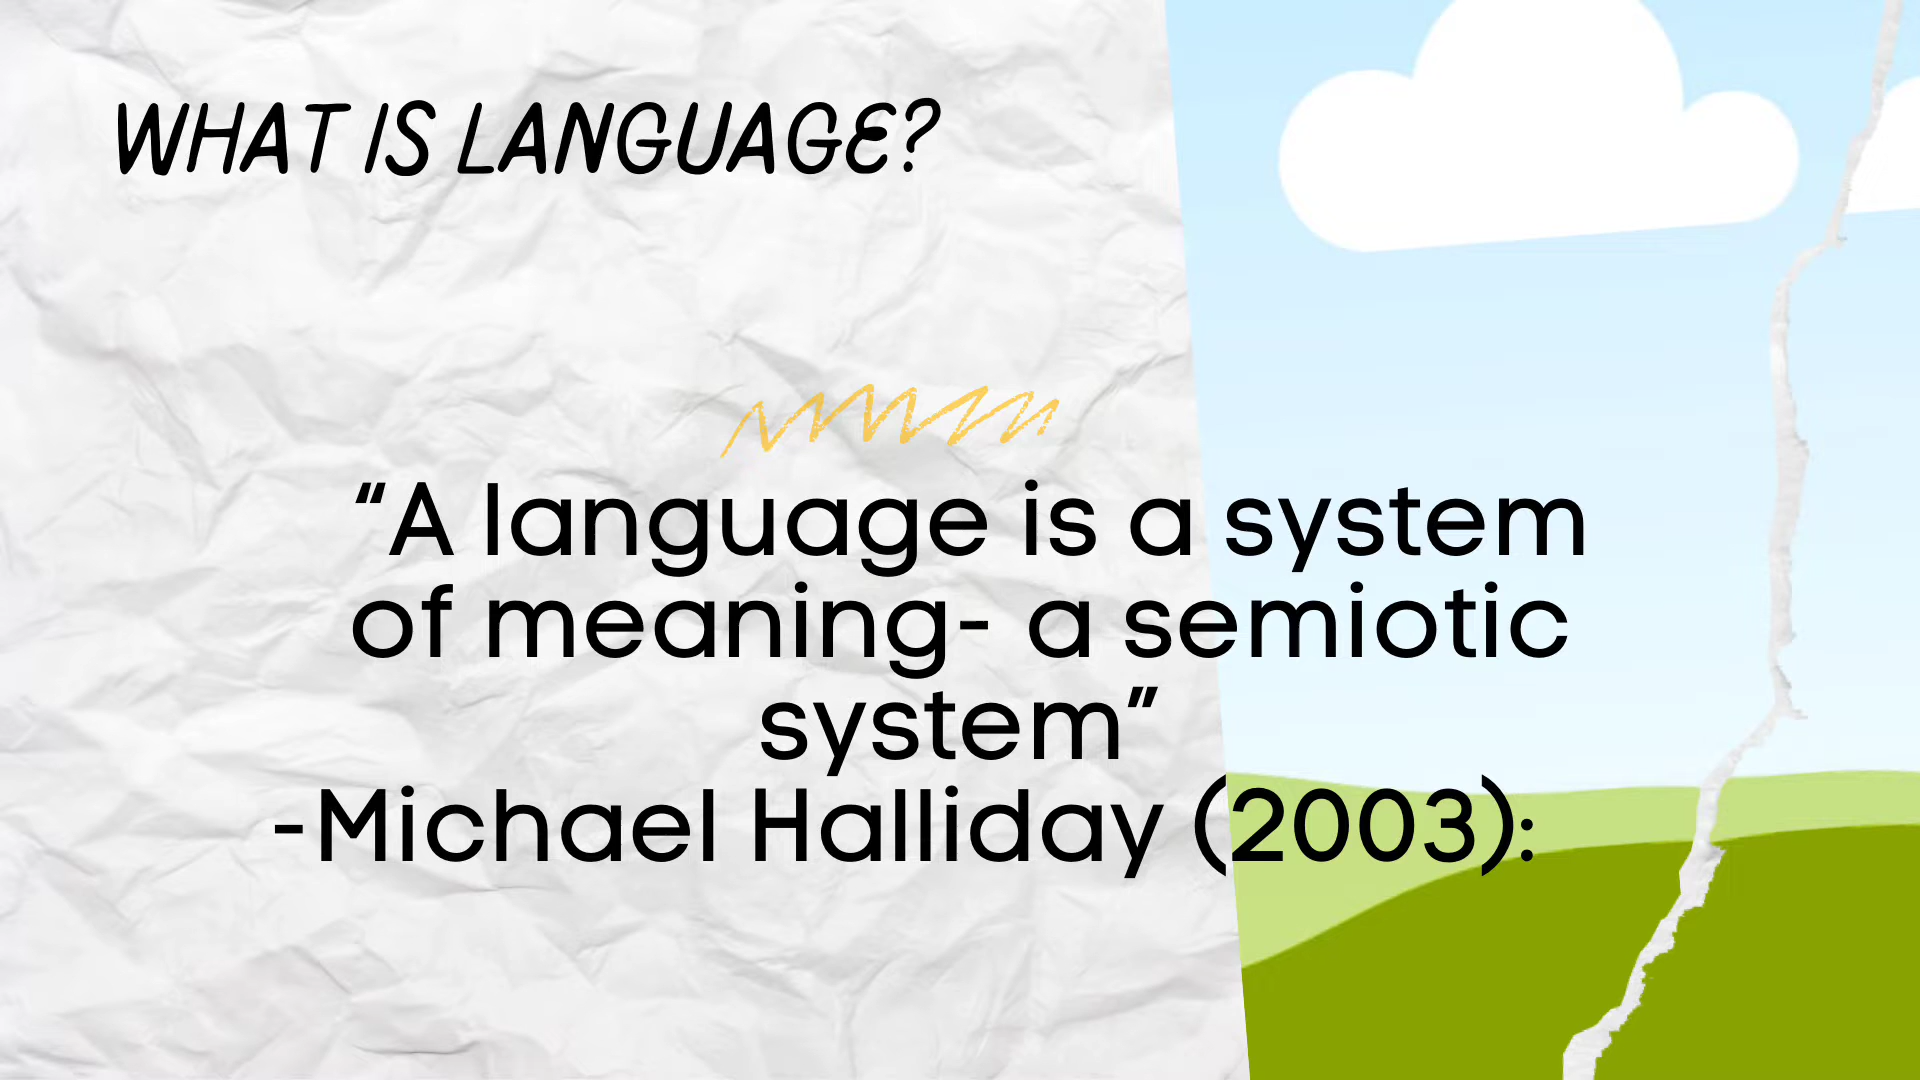 WHAT IS LANGUAGE?
“A language is a system
of meaning- a semiotic
system”
-Michael Halliday (2003):